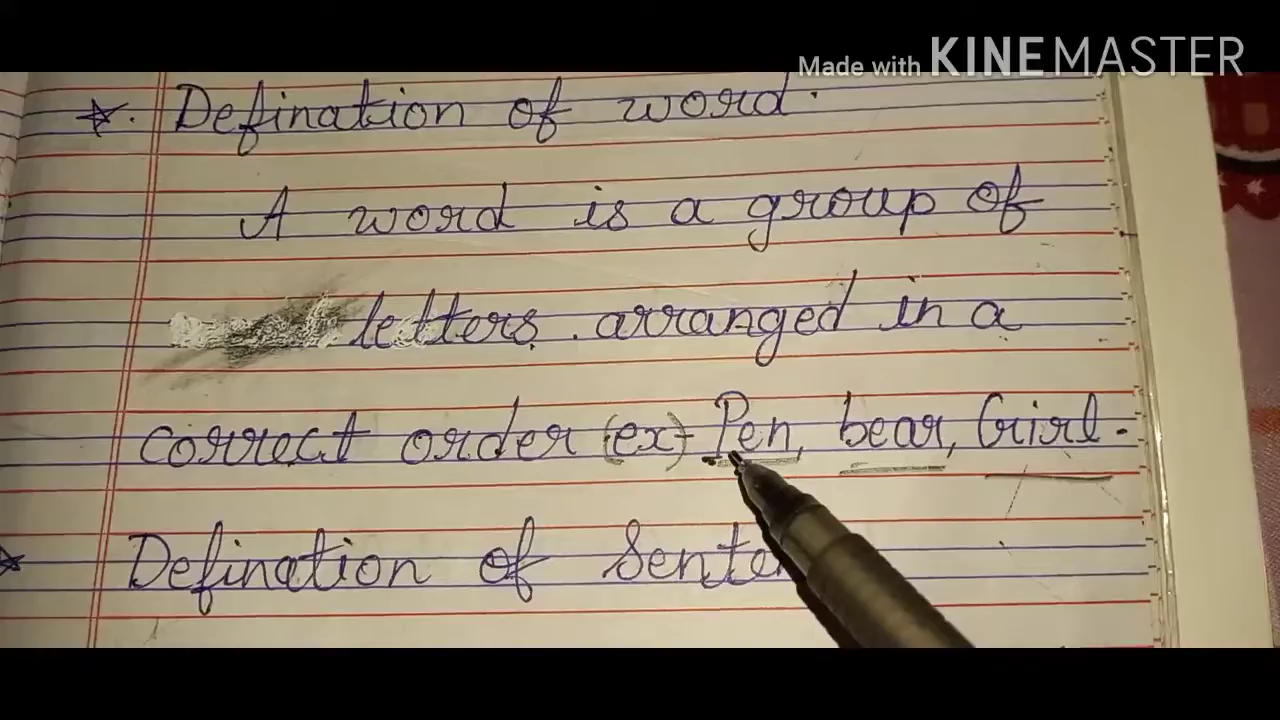 Made with KINEMASTER
☆. Defination of word.
A word is a group of
letters. arranged in a
correct order (ex)- Pen, bear, Girl.
☆ Defination of Senten